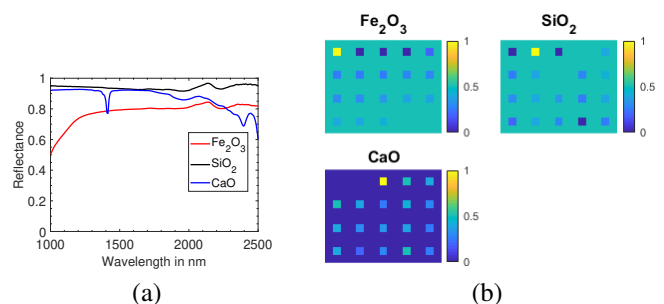 Fe₂O₃
SiO₂
1
0.5
0
1
0.5
0
1
0.8
0.6
0.4
0.2
0
Reflectance
Fe₂O₃
SiO₂
CaO
1000
1500
2000
2500
Wavelength in nm
CaO
1
0.5
0
(a)
(b)